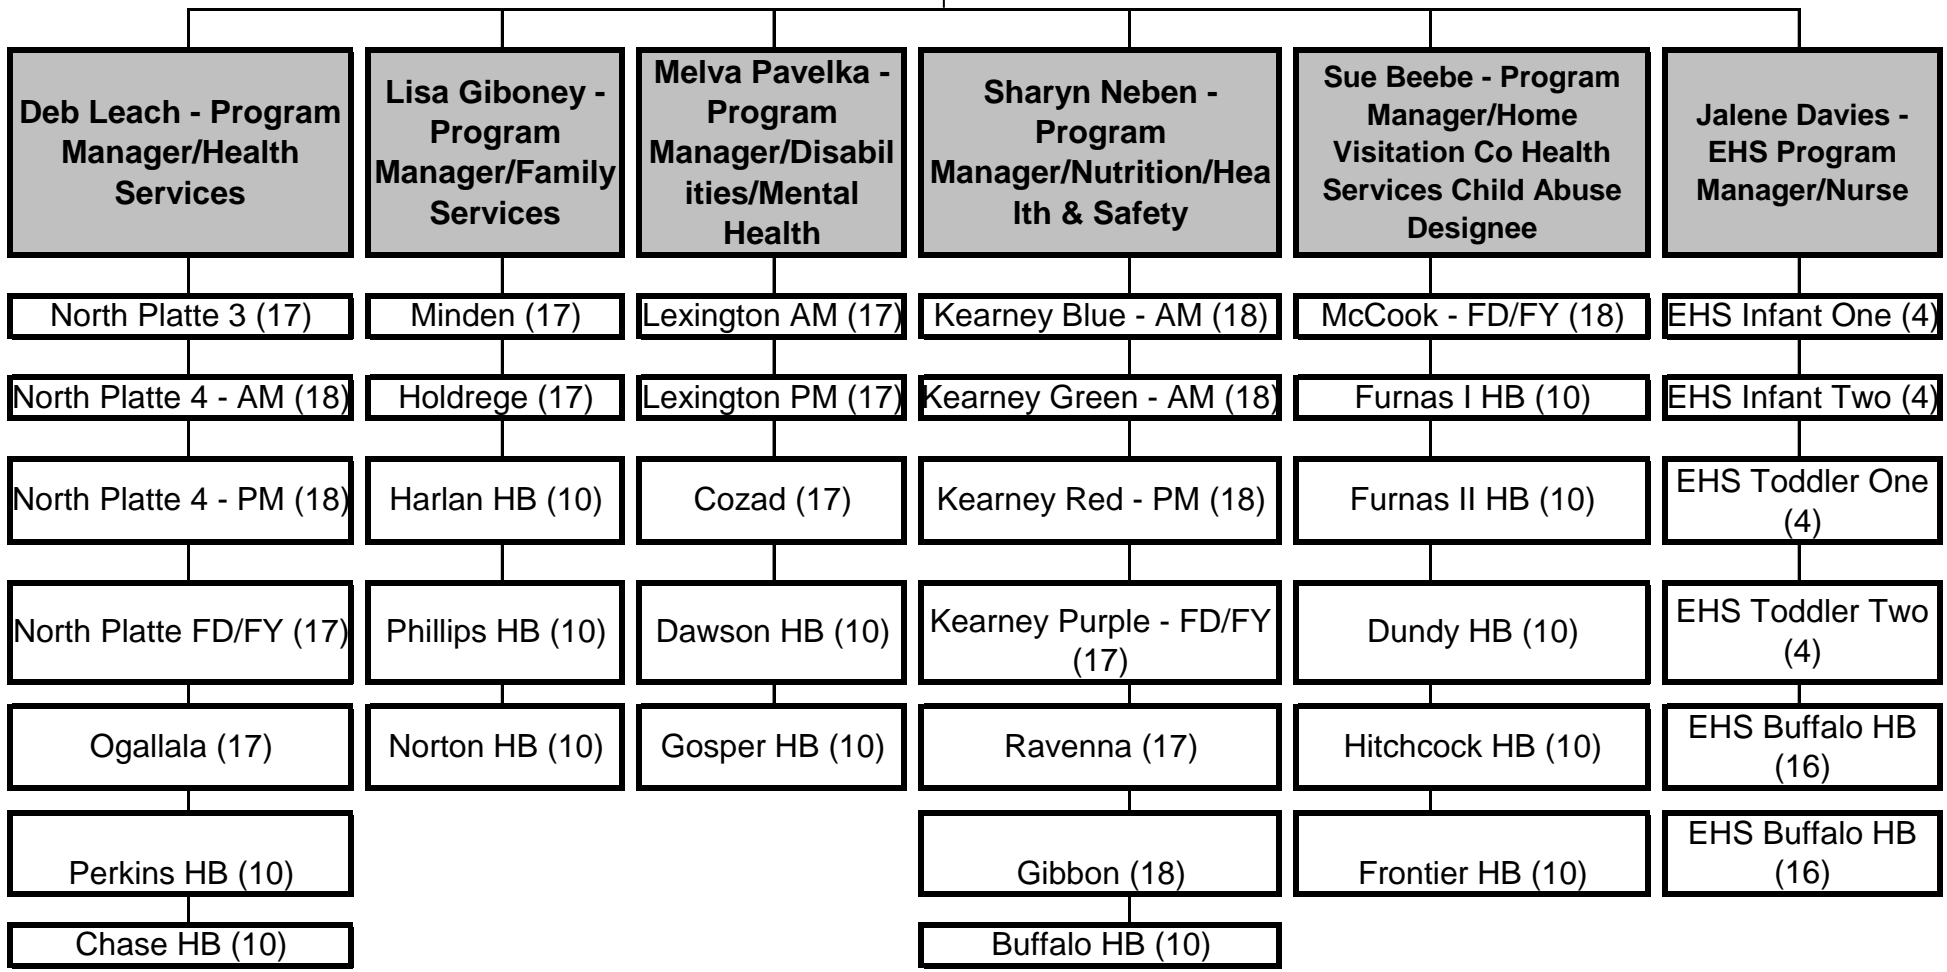 Deb Leach - Program
Manager/Health
Services
North Platte 3 (17)
North Platte 4 - AM (18)
North Platte 4 - PM (18)
North Platte FD/FY (17)
Ogallala (17)
Perkins HB (10)
Chase HB (10)
Lisa Giboney -
Program
Manager/Family
Services
Minden (17)
Holdrege (17)
Harlan HB (10)
Phillips HB (10)
Norton HB (10)
Melva Pavelka -
Program
Manager/Disabil
ities/Mental
Health
Lexington AM (17)
Lexington PM (17)
Cozad (17)
Dawson HB (10)
Gosper HB (10)
Sharyn Neben -
Program
Manager/Nutrition/Hea
lth & Safety
Kearney Blue - AM (18)
Kearney Green - AM (18)
Kearney Red - PM (18)
Kearney Purple - FD/FY
(17)
Ravenna (17)
Gibbon (18)
Buffalo HB (10)
Sue Beebe - Program
Manager/Home
Visitation Co Health
Services Child Abuse
Designee
McCook - FD/FY (18)
Furnas I HB (10)
Furnas II HB (10)
Dundy HB (10)
Hitchcock HB (10)
Frontier HB (10)
Jalene Davies -
EHS Program
Manager/Nurse
EHS Infant One (4)
EHS Infant Two (4)
EHS Toddler One
(4)
EHS Toddler Two
(4)
EHS Buffalo HB
(16)
EHS Buffalo HB
(16)